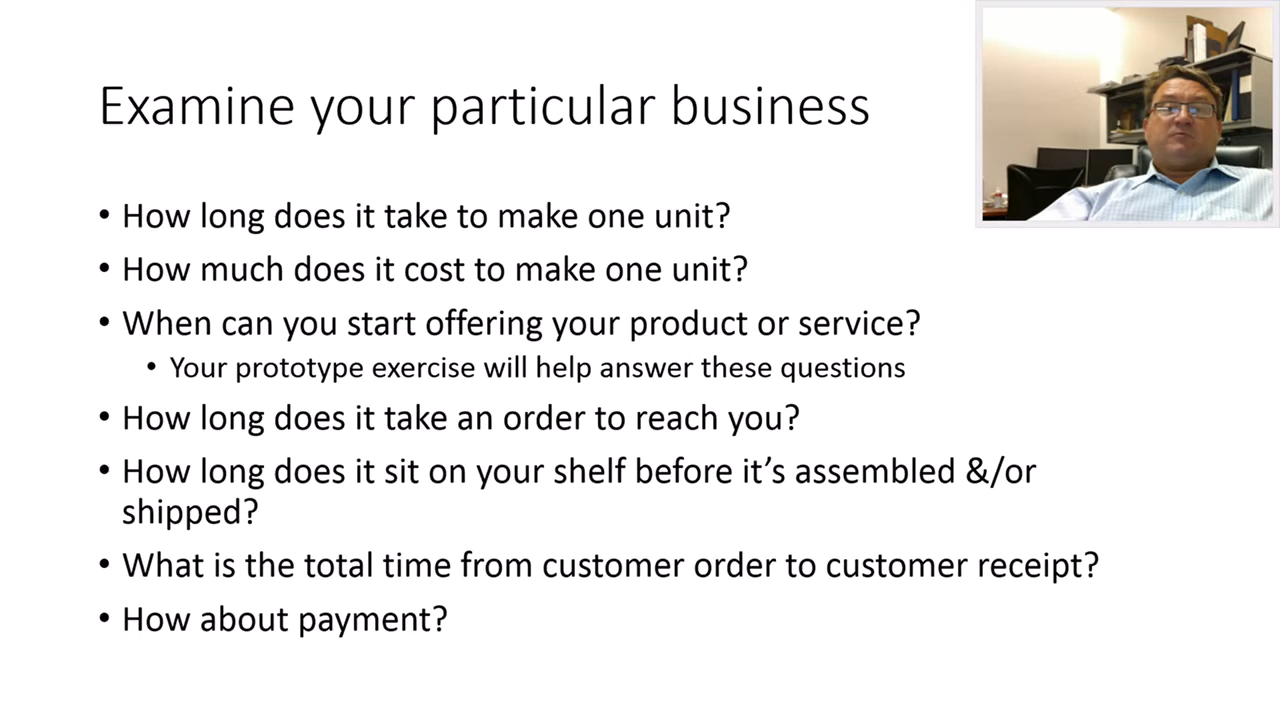 Examine your particular business
• How long does it take to make one unit?
• How much does it cost to make one unit?
• When can you start offering your product or service?
• Your prototype exercise will help answer these questions
• How long does it take an order to reach you?
• How long does it sit on your shelf before it’s assembled &/or
shipped?
• What is the total time from customer order to customer receipt?
• How about payment?